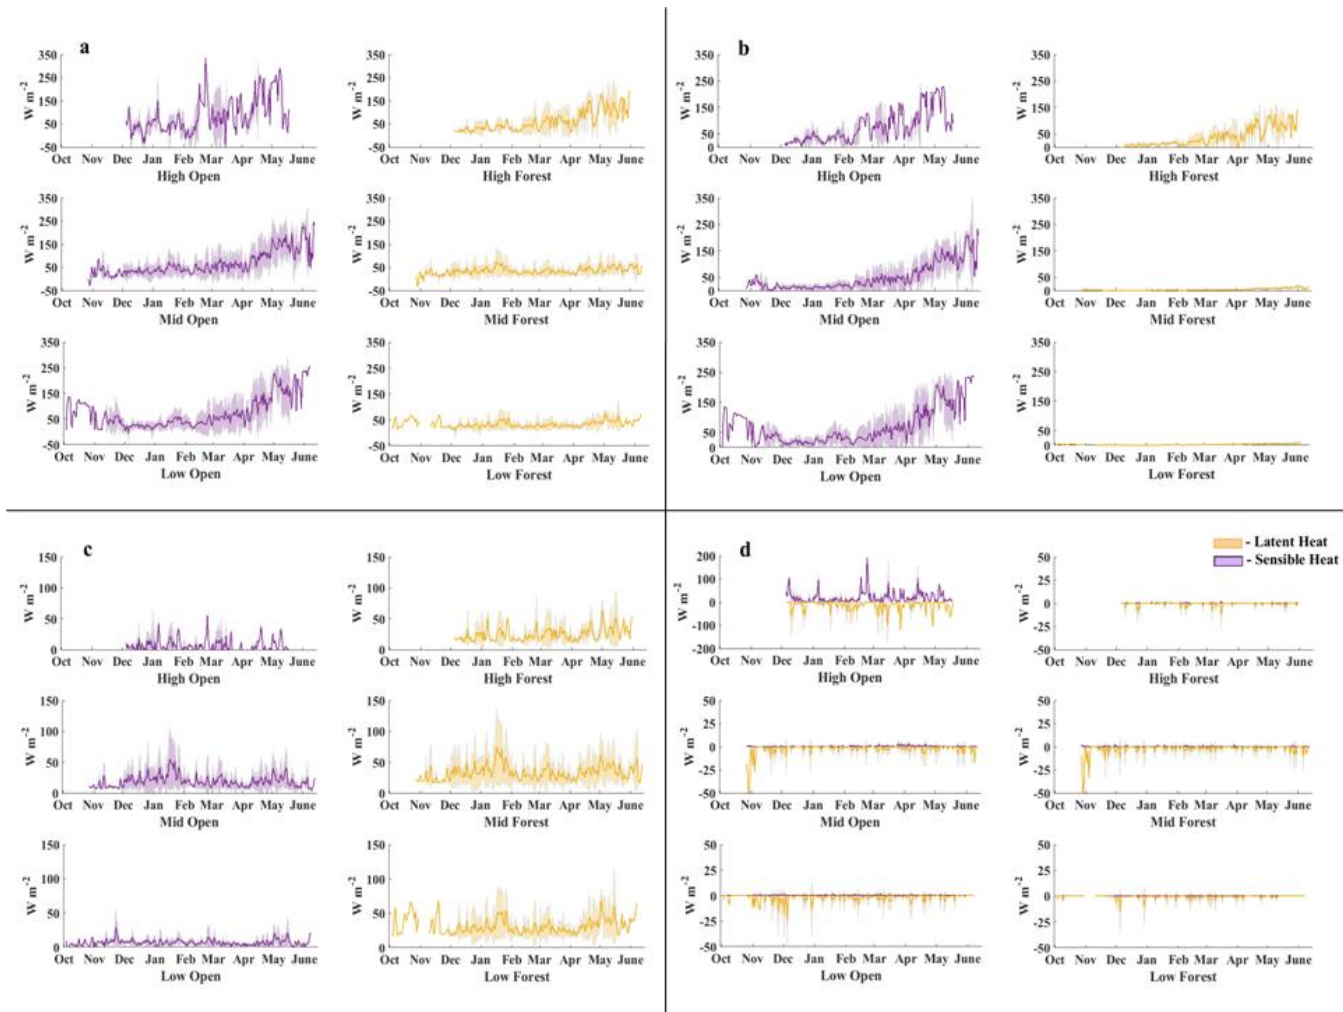 a
350
250
150
50
-50
W m-2
Oct Nov Dec Jan Feb Mar Apr May June
High Open
350
250
150
50
-50
W m-2
Oct Nov Dec Jan Feb Mar Apr May June
High Forest
350
250
150
50
-50
W m-2
Oct Nov Dec Jan Feb Mar Apr May June
Mid Open
350
250
150
50
-50
W m-2
Oct Nov Dec Jan Feb Mar Apr May June
Mid Forest
350
250
150
50
-50
W m-2
Oct Nov Dec Jan Feb Mar Apr May June
Low Open
350
250
150
50
-50
W m-2
Oct Nov Dec Jan Feb Mar Apr May June
Low Forest
b
350
250
150
50
0
W m-2
Oct Nov Dec Jan Feb Mar Apr May June
High Open
350
250
150
50
0
W m-2
Oct Nov Dec Jan Feb Mar Apr May June
High Forest
350
250
150
50
0
W m-2
Oct Nov Dec Jan Feb Mar Apr May June
Mid Open
350
250
150
50
0
W m-2
Oct Nov Dec Jan Feb Mar Apr May June
Mid Forest
350
250
150
50
0
W m-2
Oct Nov Dec Jan Feb Mar Apr May June
Low Open
350
250
150
50
0
W m-2
Oct Nov Dec Jan Feb Mar Apr May June
Low Forest
c
150
100
50
0
W m-2
Oct Nov Dec Jan Feb Mar Apr May June
High Open
150
100
50
0
W m-2
Oct Nov Dec Jan Feb Mar Apr May June
High Forest
150
100
50
0
W m-2
Oct Nov Dec Jan Feb Mar Apr May June
Mid Open
150
100
50
0
W m-2
Oct Nov Dec Jan Feb Mar Apr May June
Mid Forest
150
100
50
0
W m-2
Oct Nov Dec Jan Feb Mar Apr May June
Low Open
150
100
50
0
W m-2
Oct Nov Dec Jan Feb Mar Apr May June
Low Forest
d
- Latent Heat
- Sensible Heat
200
100
0
-100
-200
W m-2
Oct Nov Dec Jan Feb Mar Apr May June
High Open
50
25
0
-25
-50
W m-2
Oct Nov Dec Jan Feb Mar Apr May June
High Forest
50
25
0
-25
-50
W m-2
Oct Nov Dec Jan Feb Mar Apr May June
Mid Open
50
25
0
-25
-50
W m-2
Oct Nov Dec Jan Feb Mar Apr May June
Mid Forest
50
25
0
-25
-50
W m-2
Oct Nov Dec Jan Feb Mar Apr May June
Low Open
50
25
0
-25
-50
W m-2
Oct Nov Dec Jan Feb Mar Apr May June
Low Forest